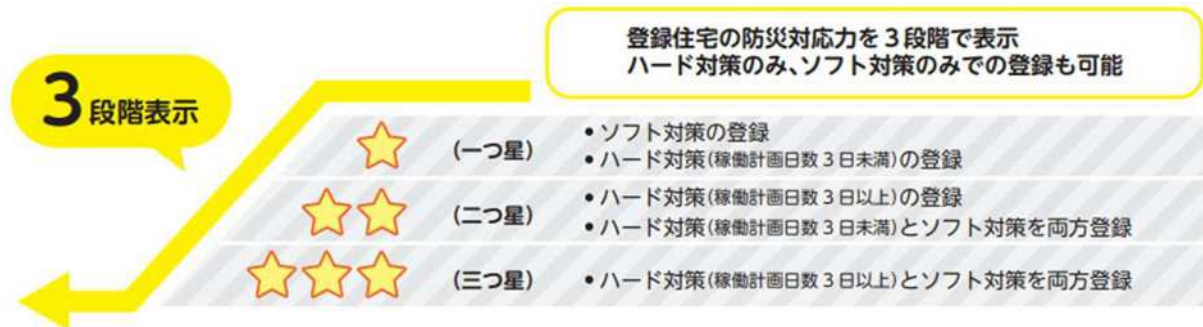 登録住宅の防災対応力を3段階で表示
ハード対策のみ、ソフト対策のみでの登録も可能
3段階表示
(一つ星)
•ソフト対策の登録
•ハード対策(稼働計画日数3日未満)の登録
(二つ星)
•ハード対策(稼働計画日数3日以上)の登録
•ハード対策(稼働計画日数3日未満)とソフト対策を両方登録
(三つ星)
•ハード対策(稼働計画日数3日以上)とソフト対策を両方登録